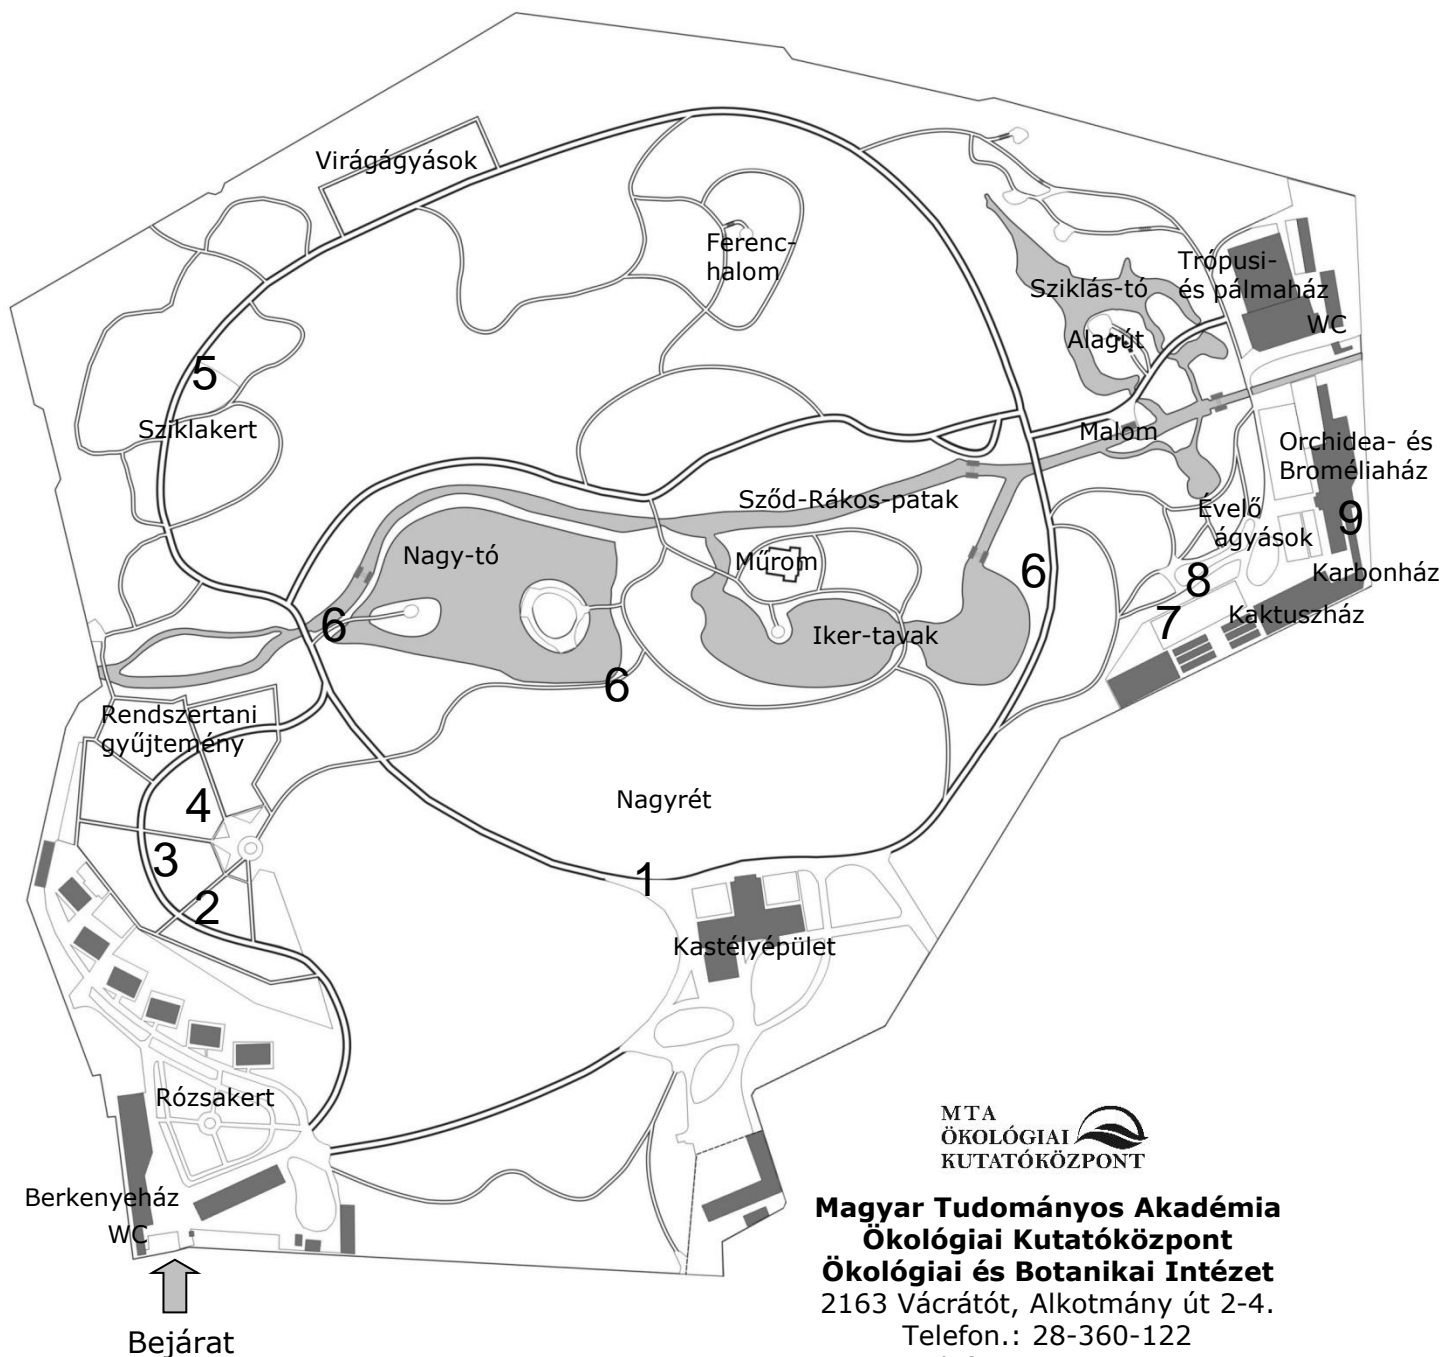 Virágágyások
Ferenc-
halom
Trópusi-
és pálmaház
Sziklás-tó
WC
Alagút
5
Sziklakert
Malom
Orchidea- és
Broméliaház
Sződ-Rákos-patak
Évelő
ágyások
9
Nagy-tó
Műrom
6
8
Karbonház
6
7
Kaktuszház
Iker-tavak
6
Rendszertani
gyűjtemény
4
Nagyrét
3
1
2
Kastélyépület
Rózsakert
Berkenyeház
WC
Bejárat
MTA
ÖKOLÓGIAI
KUTATÓKÖZPONT
Magyar Tudományos Akadémia
Ökológiai Kutatóközpont
Ökológiai és Botanikai Intézet
2163 Vácrátót, Alkotmány út 2-4.
Telefon.: 28-360-122